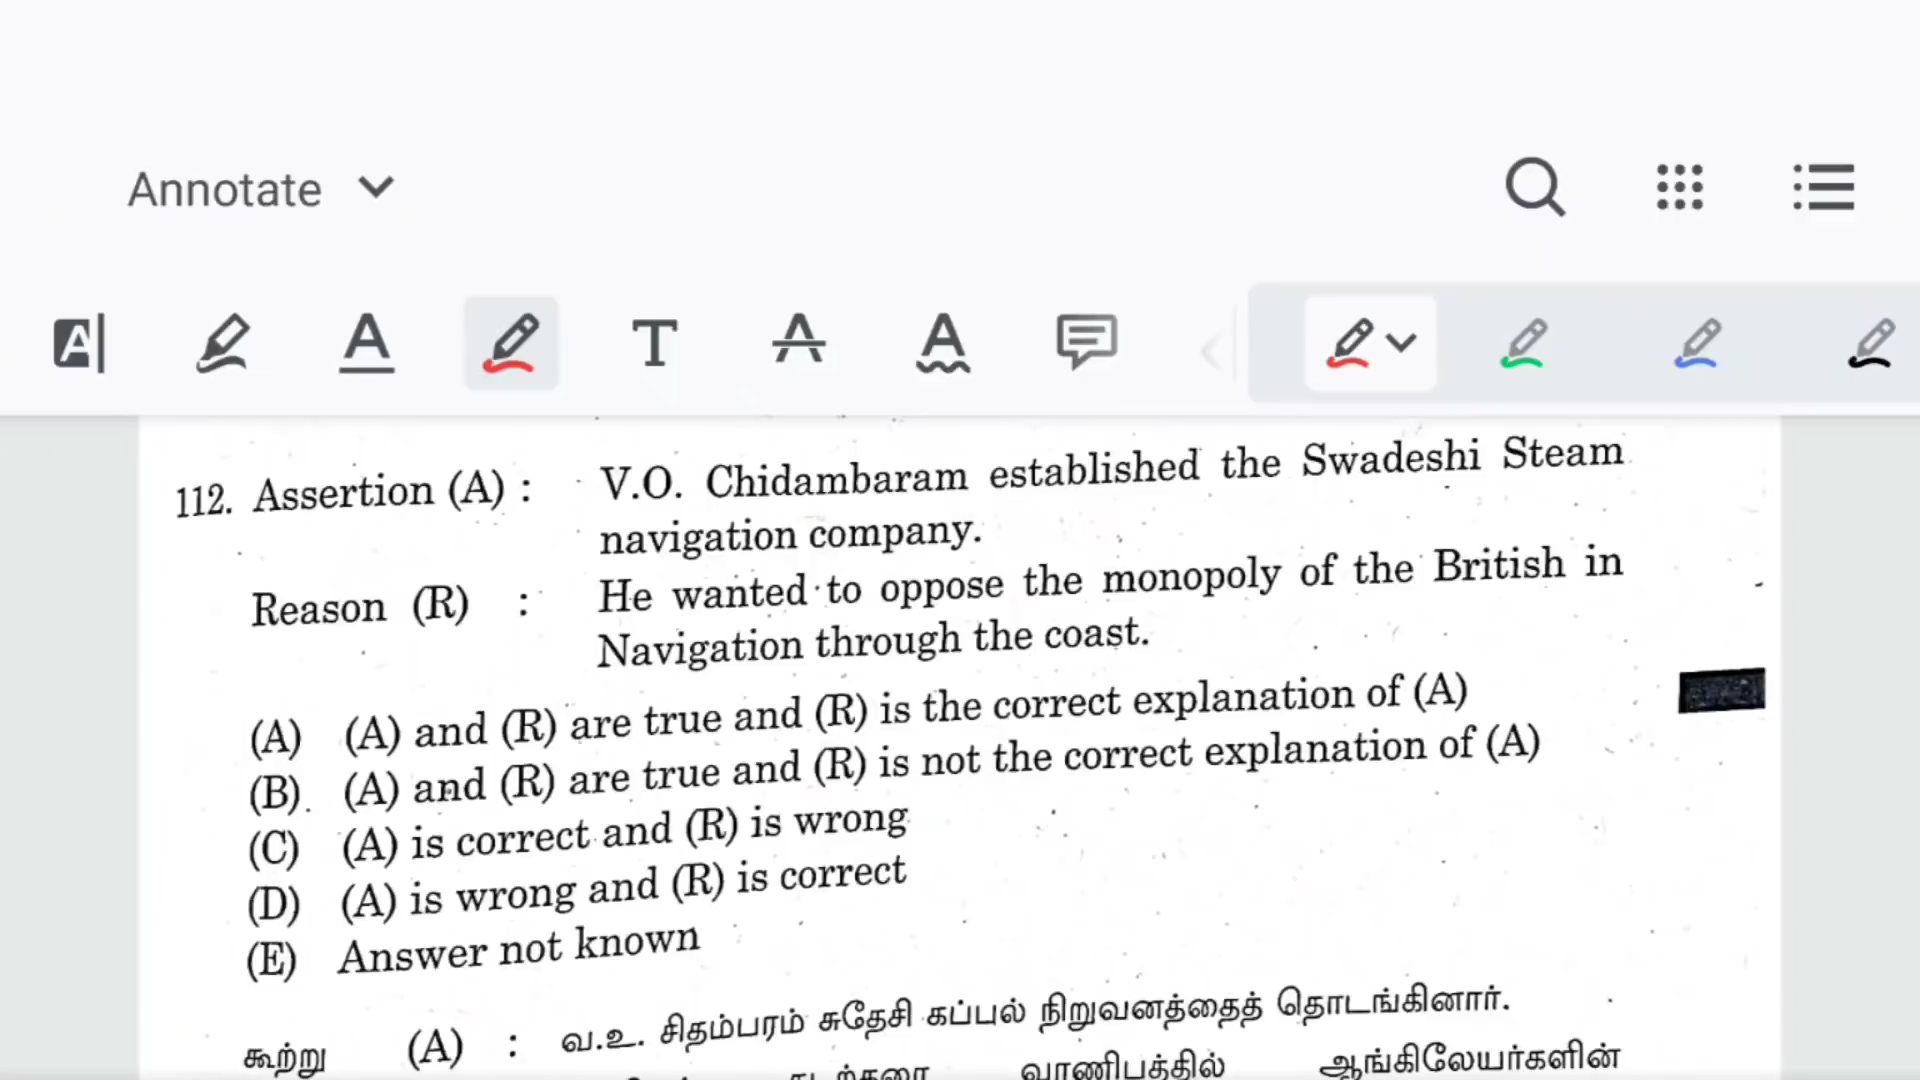 Annotate
112. Assertion (A) : V.O. Chidambaram established the Swadeshi Steam
navigation company.
Reason (R) : He wanted to oppose the monopoly of the British in
Navigation through the coast.
(A) (A) and (R) are true and (R) is the correct explanation of (A)
(B) (A) and (R) are true and (R) is not the correct explanation of (A)
(C) (A) is correct and (R) is wrong
(D) (A) is wrong and (R) is correct
(E) Answer not known
கூற்று (A) : வ.உ. சிதம்பரம் சுதேசி கப்பல் நிறுவனத்தைத் தொடங்கினார்.
வாணிபத்தில் ஆங்கிலேயர்களின்